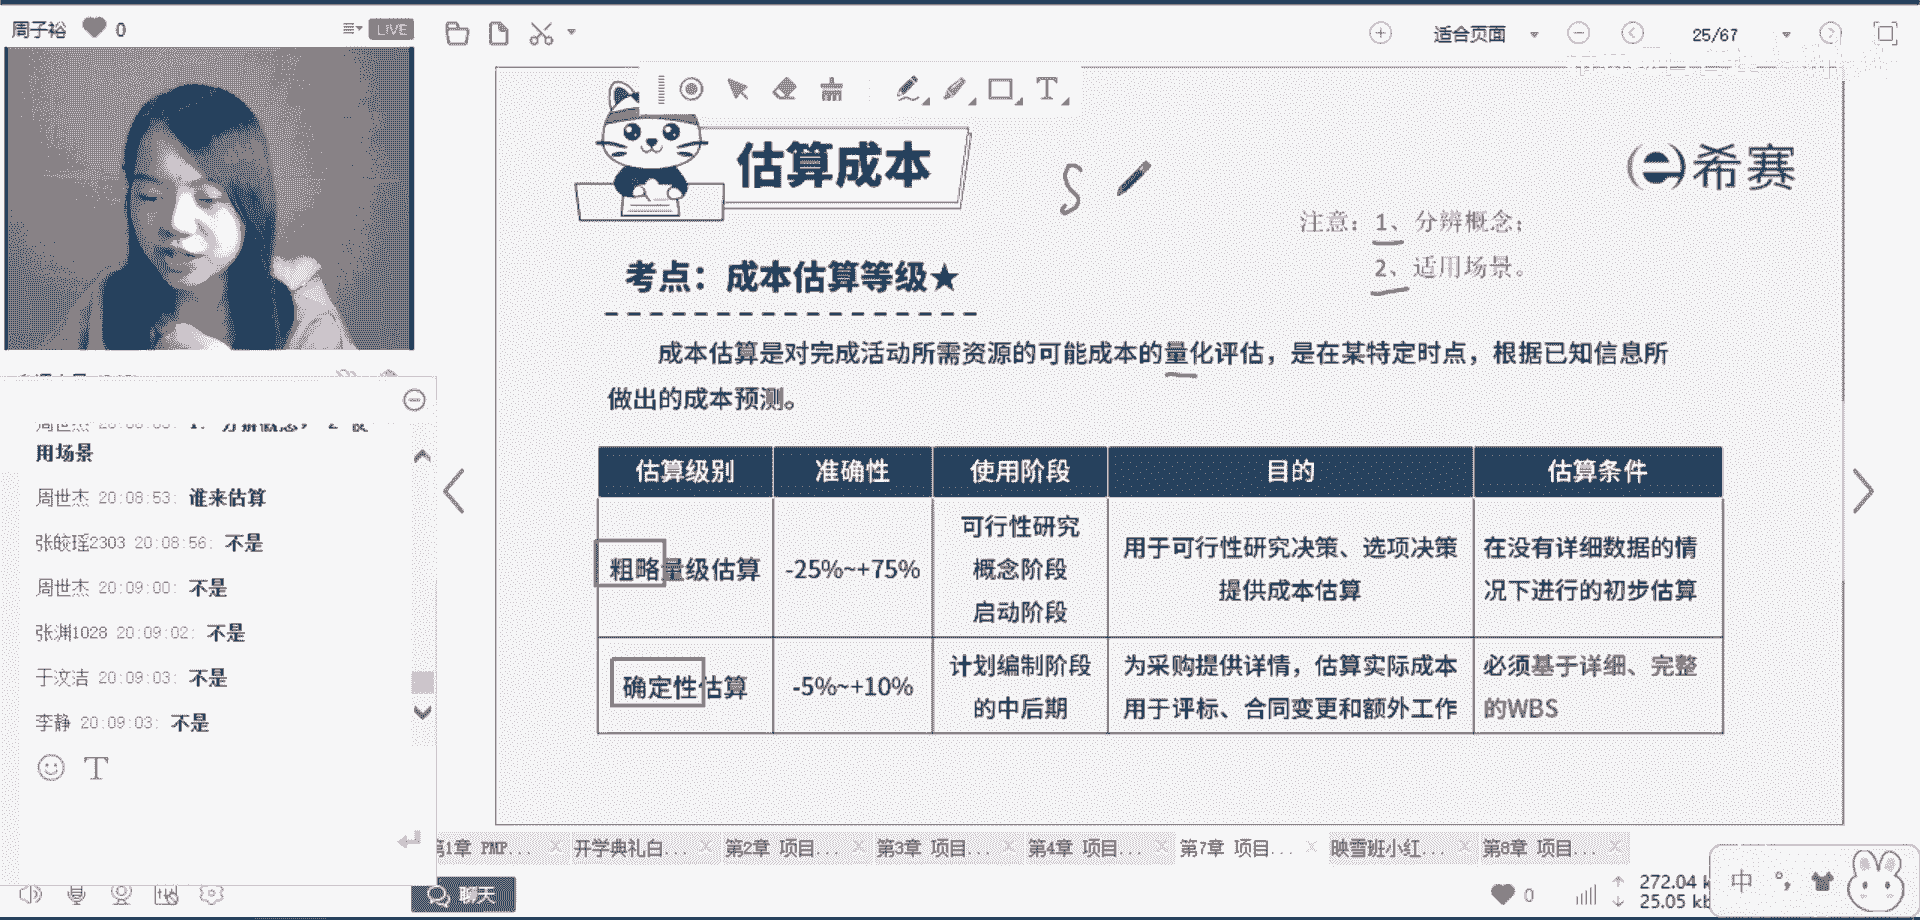 周子裕 0 LIVE
适合页面 25/67
估算成本
希赛
注意：1、分辨概念；
2、适用场景。
考点：成本估算等级★
成本估算是对完成活动所需资源的可能成本的量化评估，是在某特定时点，根据已知信息所
做出的成本预测。
估算级别 准确性 使用阶段 目的 估算条件
粗略量级估算 -25%~+75% 可行性研究
概念阶段
启动阶段
用于可行性研究决策、选项决策
提供成本估算
在没有详细数据的情
况下进行的初步估算
确定性估算 -5%~+10% 计划编制阶段
的中后期
为采购提供详情，估算实际成本
用于评标、合同变更和额外工作
必须基于详细、完整
的WBS
用场景
周世杰 20:08:53: 谁来估算
张皎瑶2303 20:08:56: 不是
周世杰 20:09:00: 不是
张渊1028 20:09:02: 不是
于汶洁 20:09:03: 不是
李静 20:09:03: 不是
第1章 PMP... 开学典礼白... 第2章 项目... 第3章 项目... 第4章 项目... 第7章 项目... 映雪班小红... 第8章 项目...
聊天
0
272.04
25.05
中